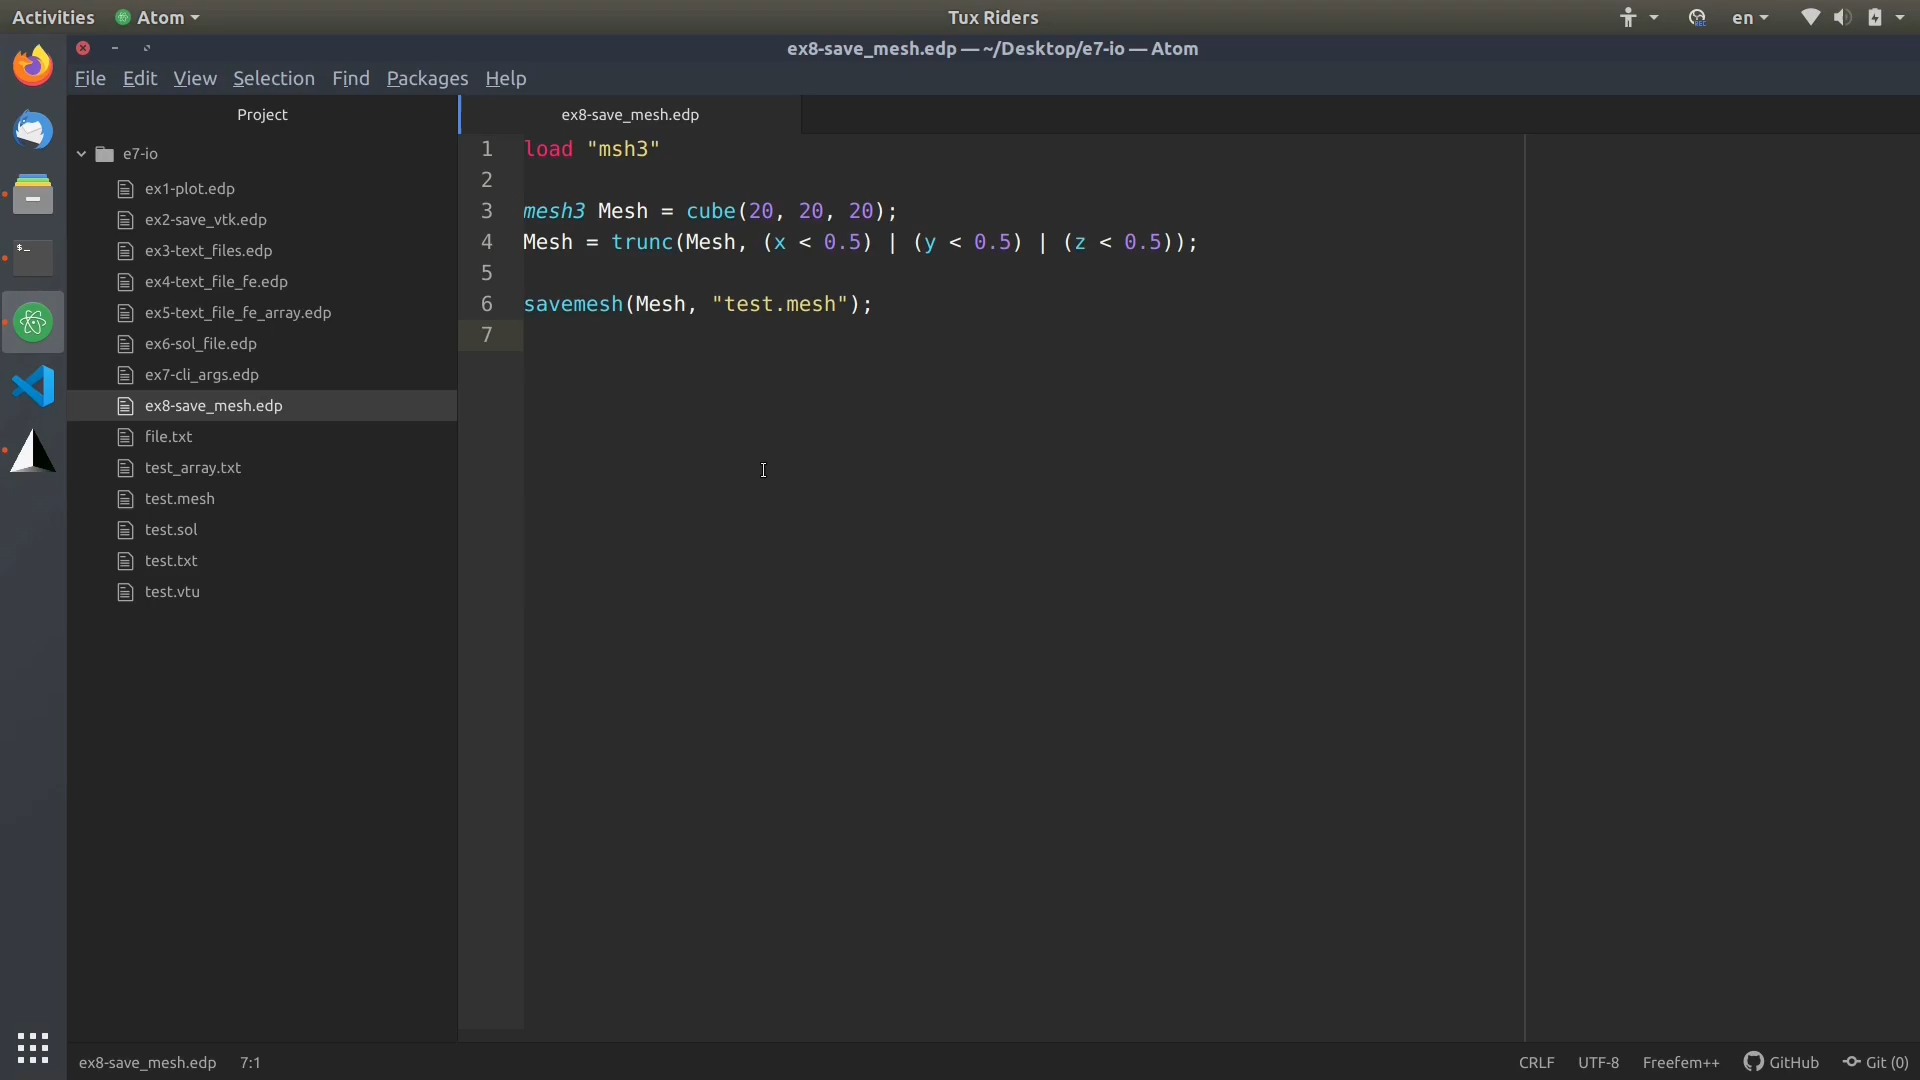 Activities Atom Tux Riders en
ex8-save_mesh.edp — ~/Desktop/e7-io — Atom
File Edit View Selection Find Packages Help
Project
ex8-save_mesh.edp
e7-io
ex1-plot.edp
ex2-save_vtk.edp
ex3-text_files.edp
ex4-text_file_fe.edp
ex5-text_file_fe_array.edp
ex6-sol_file.edp
ex7-cli_args.edp
ex8-save_mesh.edp
file.txt
test_array.txt
test.mesh
test.sol
test.txt
test.vtu
1 load "msh3"
2
3 mesh3 Mesh = cube(20, 20, 20);
4 Mesh = trunc(Mesh, (x < 0.5) | (y < 0.5) | (z < 0.5));
5
6 savemesh(Mesh, "test.mesh");
7
ex8-save_mesh.edp 7:1 CRLF UTF-8 Freefem++ GitHub Git (0)